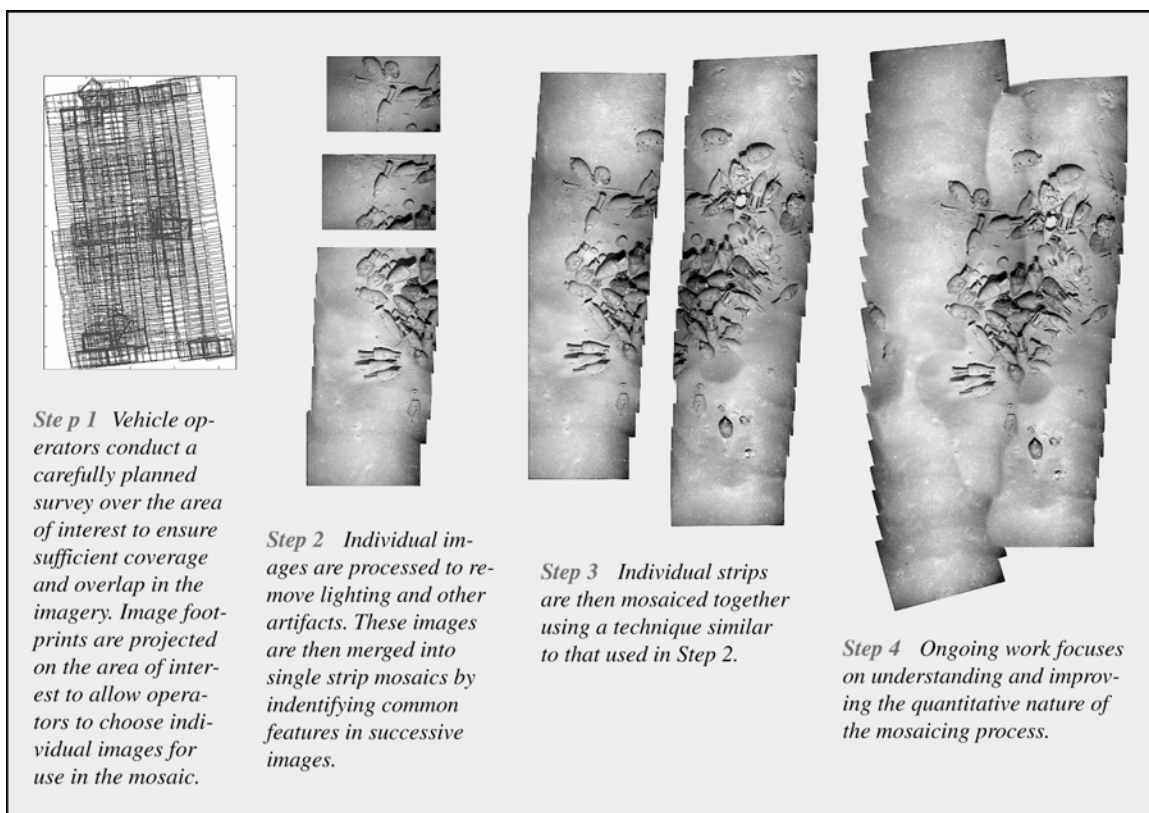 Ste p 1 Vehicle op-
erators conduct a
carefully planned
survey over the area
of interest to ensure
sufficient coverage
and overlap in the
imagery. Image foot-
prints are projected
on the area of inter-
est to allow opera-
tors to choose indi-
vidual images for
use in the mosaic.
Step 2 Individual im-
ages are processed to re-
move lighting and other
artifacts. These images
are then merged into
single strip mosaics by
indentifying common
features in successive
images.
Step 3 Individual strips
are then mosaiced together
using a technique similar
to that used in Step 2.
Step 4 Ongoing work focuses
on understanding and improv-
ing the quantitative nature of
the mosaicing process.